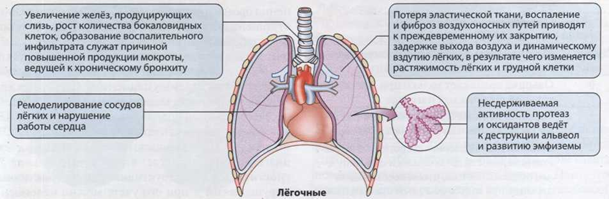 Увеличение желёз, продуцирующих
слизь, рост количества бокаловидных
клеток, образование воспалительного
инфильтрата служат причиной
повышенной продукции мокроты,
ведущей к хроническому бронхиту
Ремоделирование сосудов
лёгких и нарушение
работы сердца
Потеря эластической ткани, воспаление
и фиброз воздухоносных путей приводят
к преждевременному их закрытию,
задержке выхода воздуха и динамическому
вздутию лёгких, в результате чего изменяется
растяжимость лёгких и грудной клетки
Несдерживаемая
активность протеаз
и оксидантов ведёт
к деструкции альвеол
и развитию эмфиземы
Лёгочные